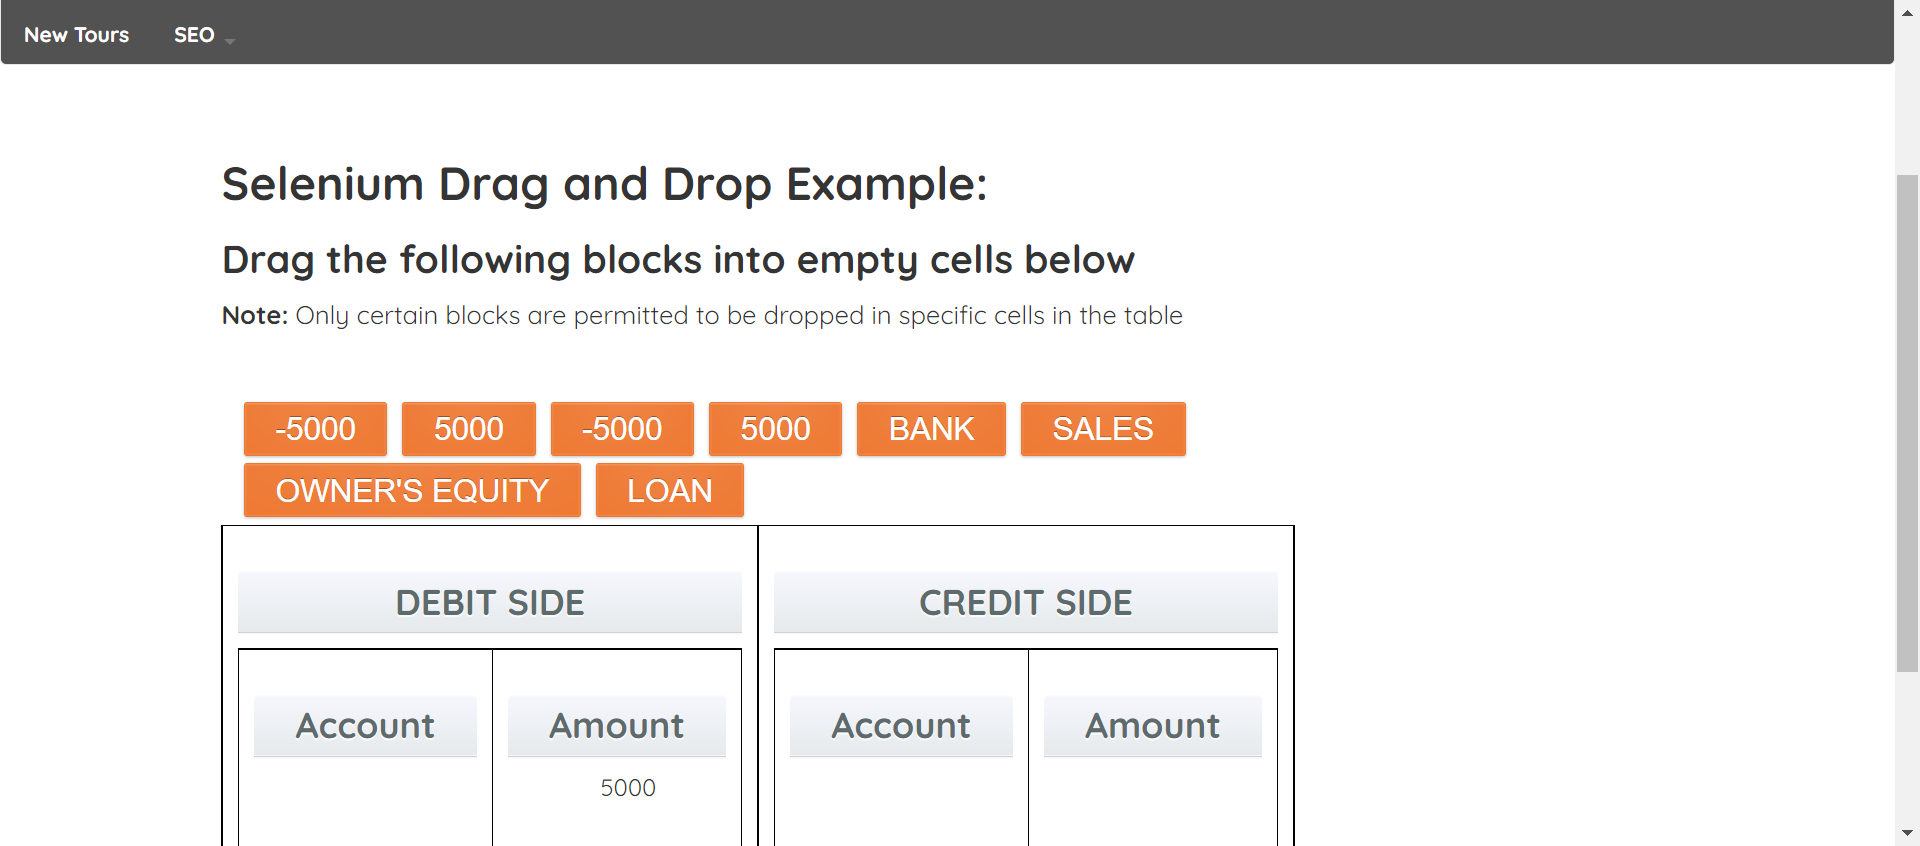 New Tours SEO
Selenium Drag and Drop Example:
Drag the following blocks into empty cells below
Note: Only certain blocks are permitted to be dropped in specific cells in the table
-5000 5000 -5000 5000 BANK SALES
OWNER'S EQUITY LOAN
DEBIT SIDE CREDIT SIDE
Account Amount Account Amount
5000